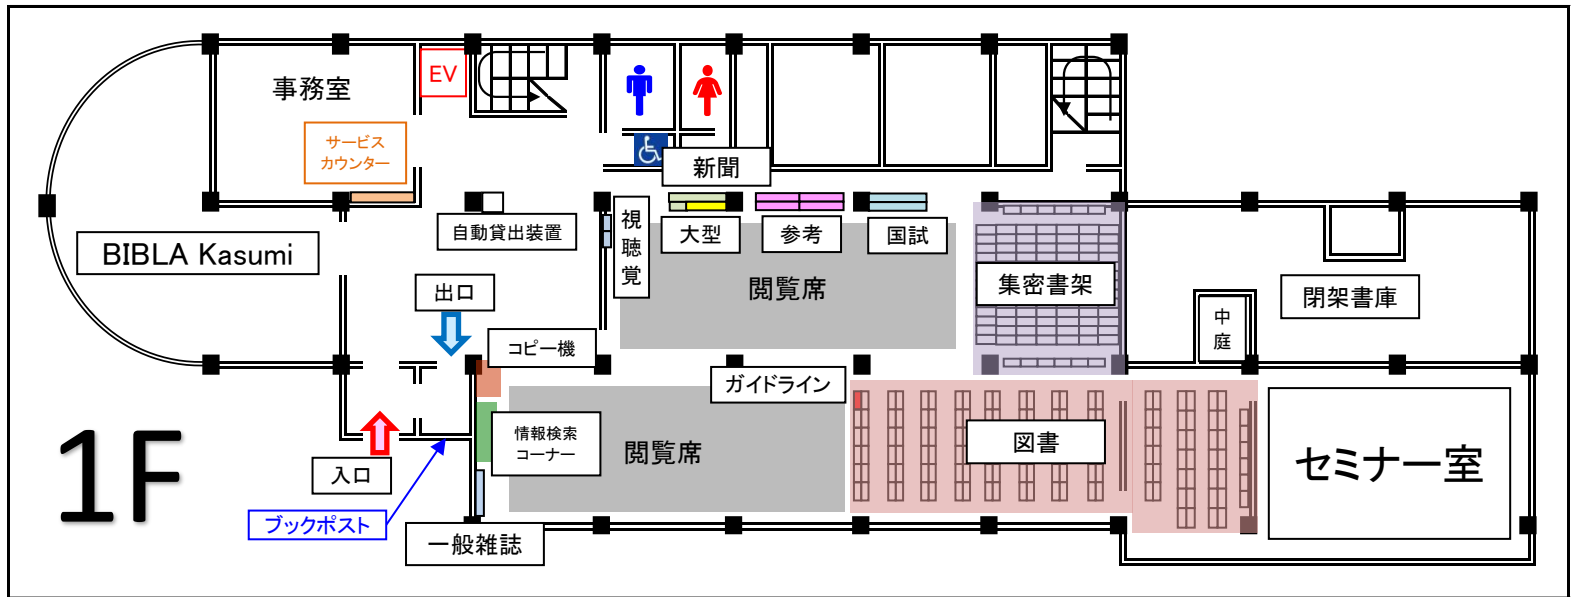 事務室
EV
サービス
カウンター
新聞
自動貸出装置
視
聴
覚
大型
参考
国試
BIBLA Kasumi
出口
閲覧席
集密書架
閉架書庫
中
庭
コピー機
ガイドライン
1F
入口
情報検索
コーナー
閲覧席
図書
セミナー室
ブックポスト
一般雑誌